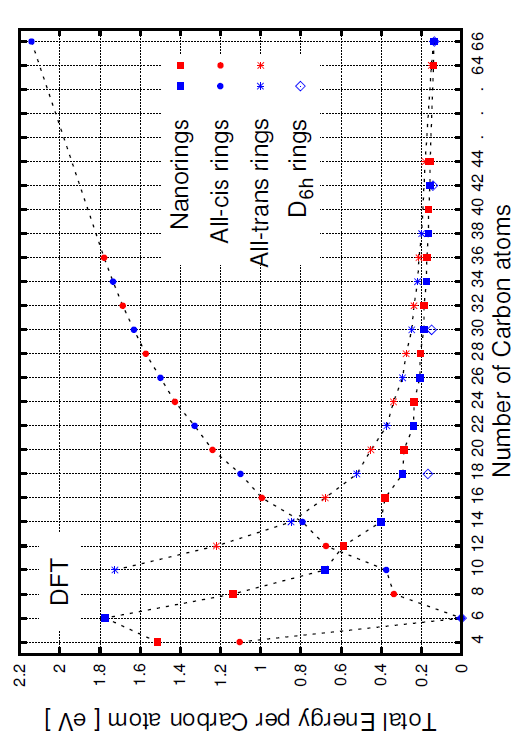 DFT
Nanorings
All-cis rings
All-trans rings
D6h rings
Total Energy per Carbon atom [ eV ]
2.2
2
1.8
1.6
1.4
1.2
1
0.8
0.6
0.4
0.2
0
4 6 8 10 12 14 16 18 20 22 24 26 28 30 32 34 36 38 40 42 44 . . . 64 66
Number of Carbon atoms